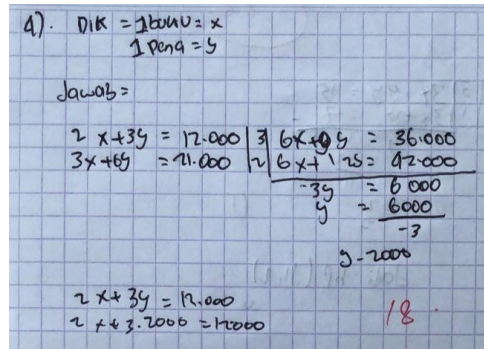 4). DIK = 1 buku = x
1 Pena = y
Jawab =
2x+3y = 12.000 | 3 | 6x+9y = 36.000
3x+6y = 21.000 | 2 | 6x+12y = 42.000
-3y = 6000
y = 6000
-3
y - 2000
2x+3y = 12.000
2x+3.2000 = 12000
18